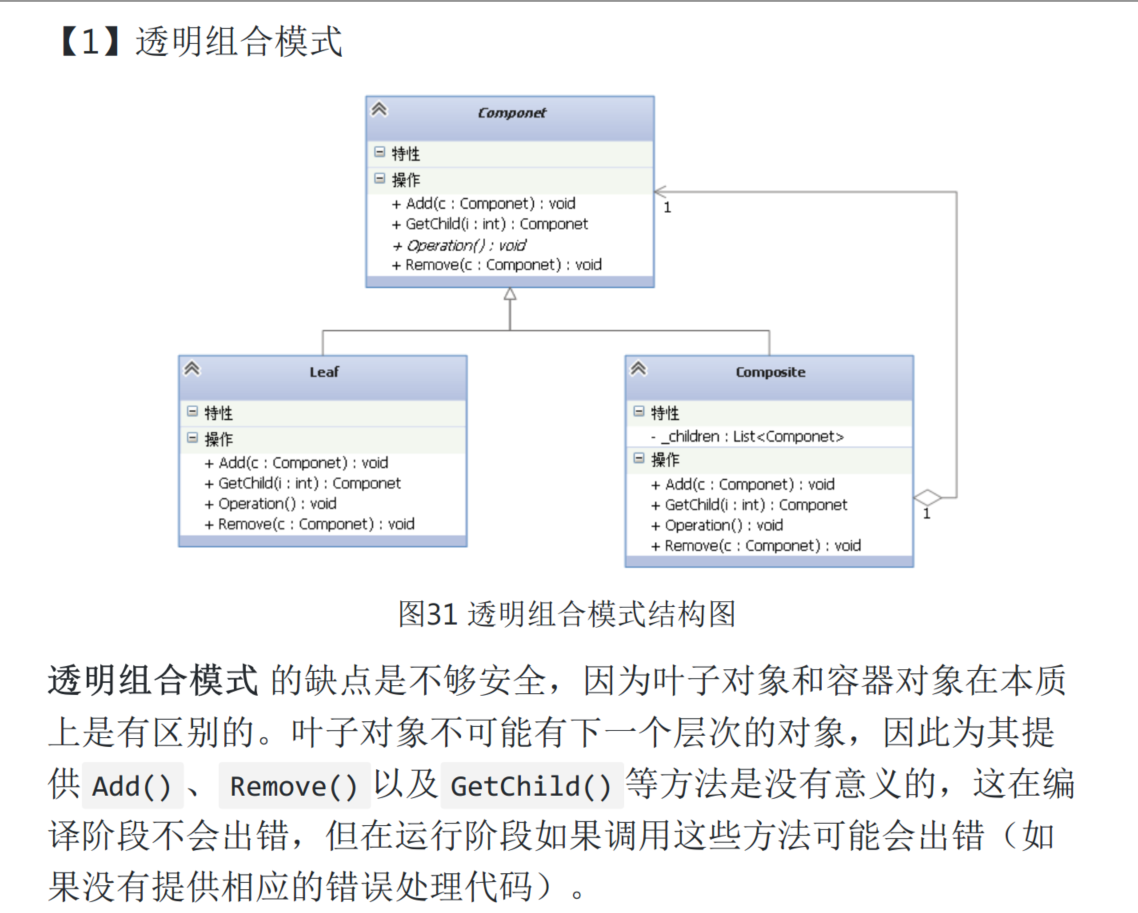 【1】透明组合模式
Componet
特性
操作
+ Add(c : Componet) : void
+ GetChild(i : int) : Componet
+ Operation() : void
+ Remove(c : Componet) : void
1
Leaf
特性
操作
+ Add(c : Componet) : void
+ GetChild(i : int) : Componet
+ Operation() : void
+ Remove(c : Componet) : void
Composite
特性
- _children : List<Componet>
操作
+ Add(c : Componet) : void
+ GetChild(i : int) : Componet
+ Operation() : void
+ Remove(c : Componet) : void
1
图31 透明组合模式结构图
透明组合模式 的缺点是不够安全，因为叶子对象和容器对象在本质
上是有区别的。叶子对象不可能有下一个层次的对象，因此为其提
供 Add() 、 Remove() 以及 GetChild() 等方法是没有意义的，这在编
译阶段不会出错，但在运行阶段如果调用这些方法可能会出错（如
果没有提供相应的错误处理代码）。